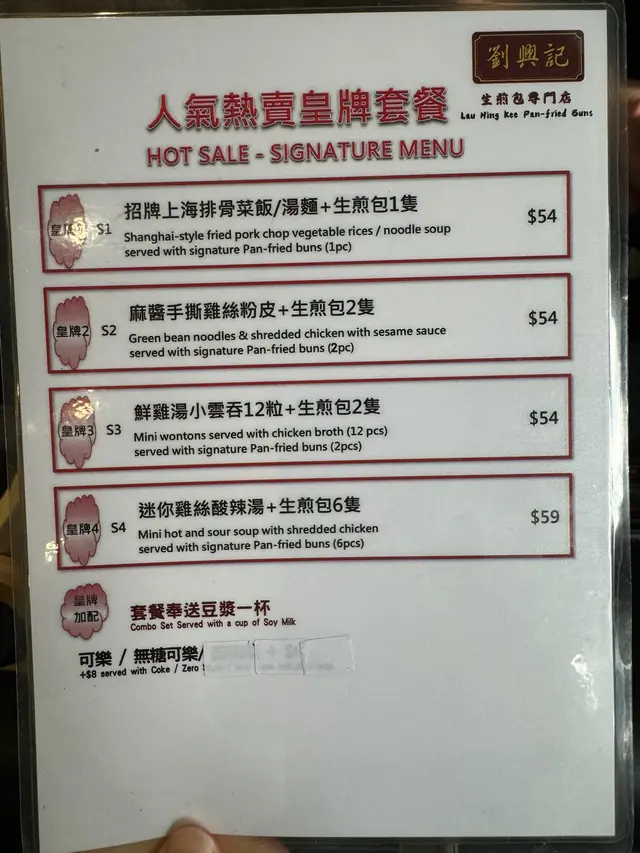 劉興記
生煎包專門店
Lau Hing Kee Pan-fried Buns
人氣熱賣皇牌套餐
HOT SALE - SIGNATURE MENU
S1 招牌上海排骨菜飯/湯麵+生煎包1隻 $54
Shanghai-style fried pork chop vegetable rices / noodle soup
served with signature Pan-fried buns (1pc)
皇牌2 S2 麻醬手撕雞絲粉皮+生煎包2隻 $54
Green bean noodles & shredded chicken with sesame sauce
served with signature Pan-fried buns (2pc)
皇牌3 S3 鮮雞湯小雲吞12粒+生煎包2隻 $54
Mini wontons served with chicken broth (12 pcs)
served with signature Pan-fried buns (2pcs)
皇牌4 S4 迷你雞絲酸辣湯+生煎包6隻 $59
Mini hot and sour soup with shredded chicken
served with signature Pan-fried buns (6pcs)
皇牌
加配
套餐奉送豆漿一杯
Combo Set Served with a cup of Soy Milk
可樂 / 無糖可樂/
+$8 served with Coke / Zero